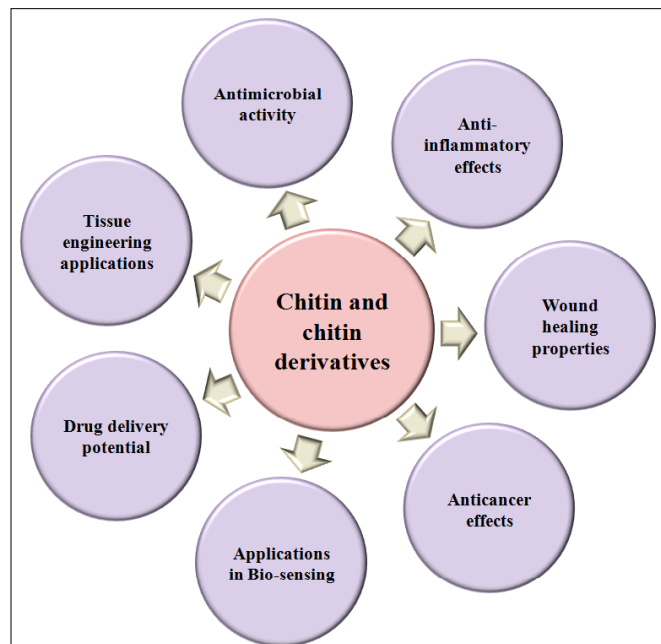 Antimicrobial
activity
Anti-
inflammatory
effects
Tissue
engineering
applications
Chitin and
chitin
derivatives
Wound
healing
properties
Drug delivery
potential
Anticancer
effects
Applications
in Bio-sensing